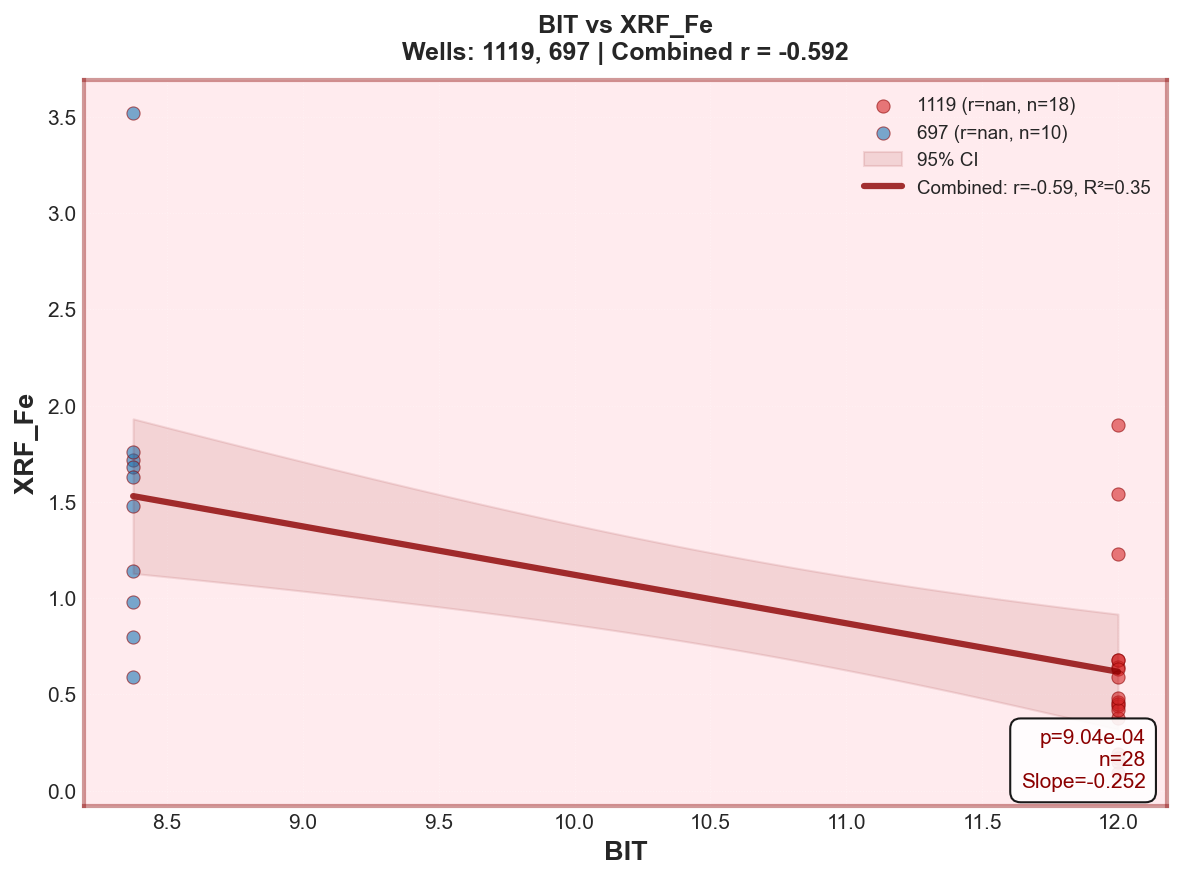 BIT vs XRF_Fe
Wells: 1119, 697 | Combined r = -0.592
1119 (r=nan, n=18)
697 (r=nan, n=10)
95% CI
Combined: r=-0.59, R²=0.35
XRF_Fe
3.5
3.0
2.5
2.0
1.5
1.0
0.5
0.0
p=9.04e-04
n=28
Slope=-0.252
8.5
9.0
9.5
10.0
10.5
11.0
11.5
12.0
BIT